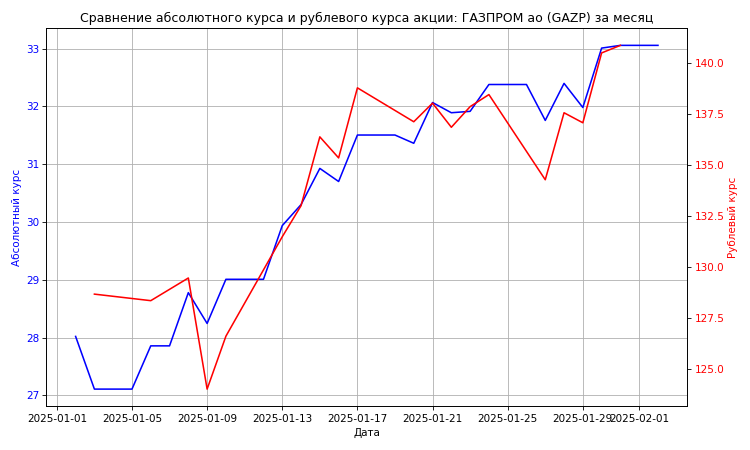 Сравнение абсолютного курса и рублевого курса акции: ГАЗПРОМ ао (GAZP) за месяц
33
32
31
30
29
28
27
Абсолютный курс
140.0
137.5
135.0
132.5
130.0
127.5
125.0
Рублевый курс
2025-01-01 2025-01-05 2025-01-09 2025-01-13 2025-01-17 2025-01-21 2025-01-25 2025-01-29 2025-02-01
Дата